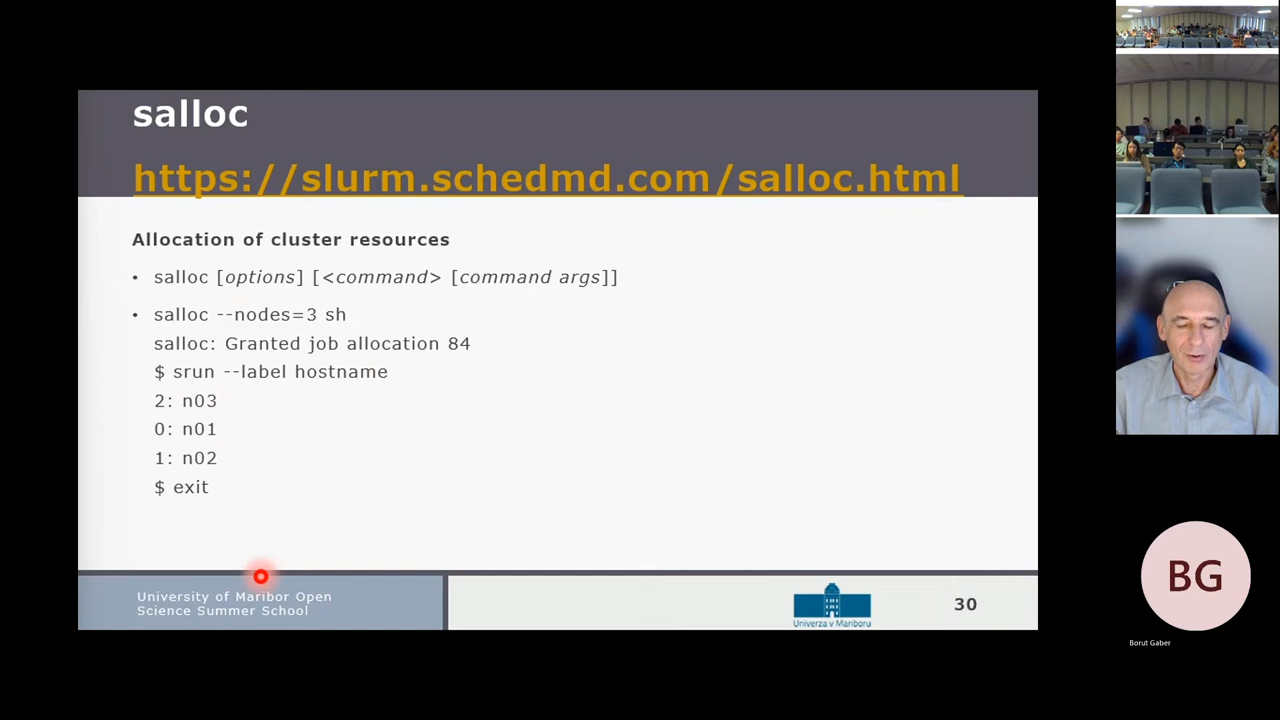 salloc
https://slurm.schedmd.com/salloc.html
Allocation of cluster resources
• salloc [options] [<command> [command args]]
• salloc --nodes=3 sh
salloc: Granted job allocation 84
$ srun --label hostname
2: n03
0: n01
1: n02
$ exit
University of Maribor Open
Science Summer School
Univerza v Mariboru
30
BG
Borut Gaber